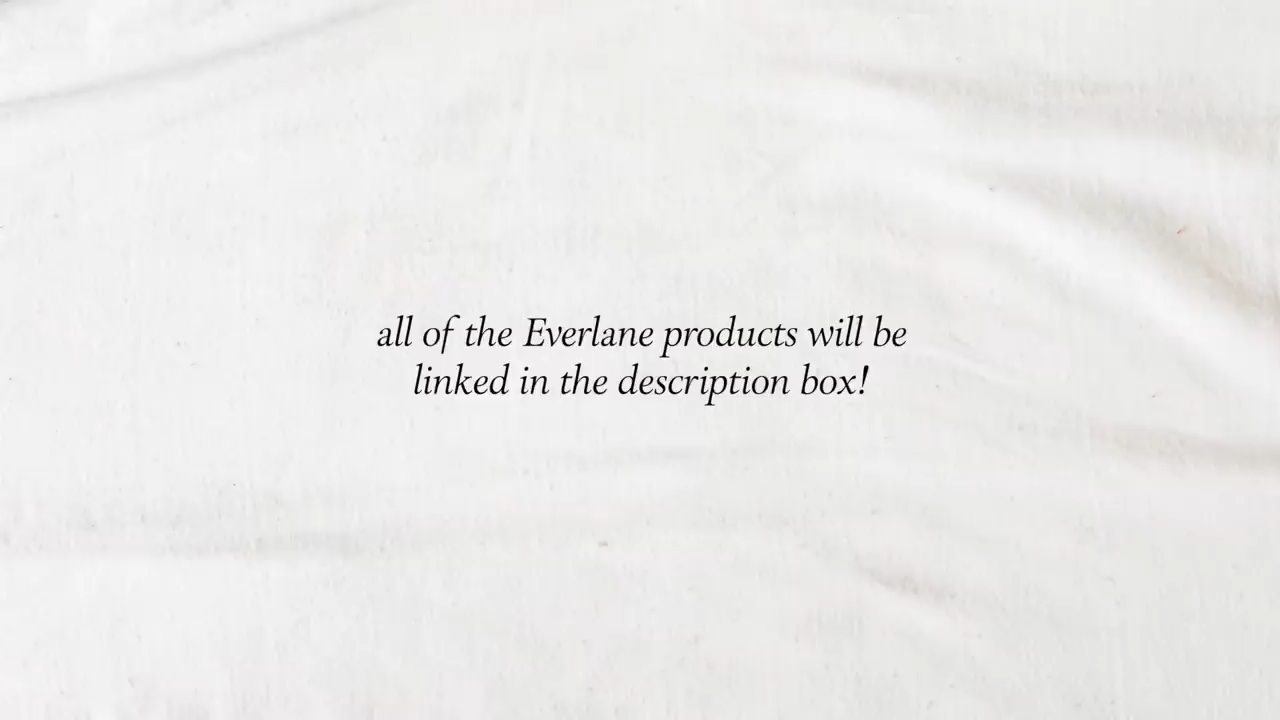 all of the Everlane products will be
linked in the description box!